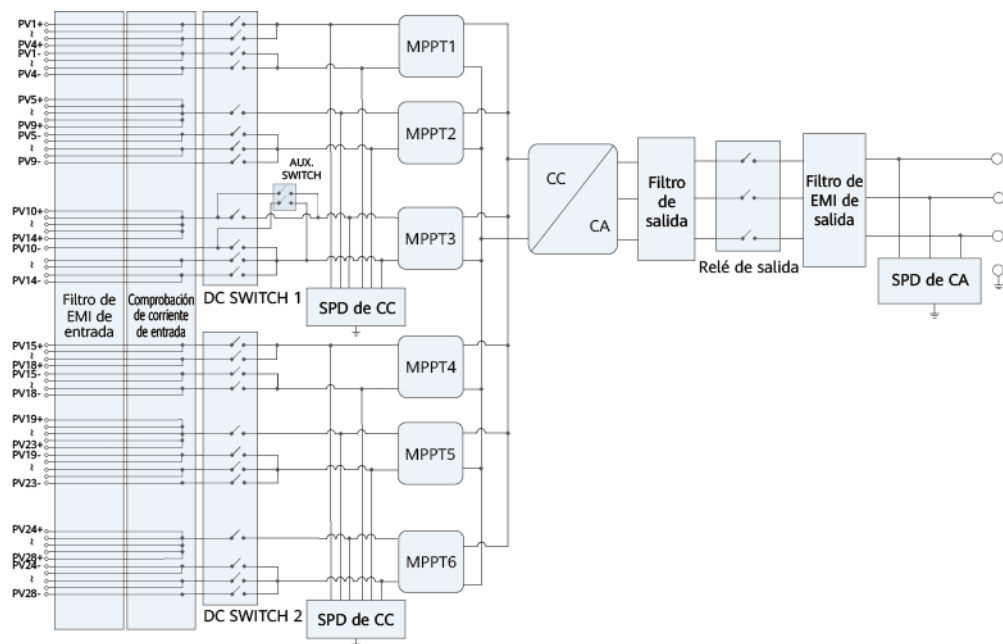 PV1+
~
PV4+
PV1-
~
PV4-
MPPT1
PV5+
~
PV9+
PV5-
~
PV9-
MPPT2
AUX.
SWITCH
PV10+
~
PV14+
PV10-
~
PV14-
MPPT3
DC SWITCH 1
SPD de CC
Filtro de
EMI de
entrada
Comprobación
de corriente
de entrada
CC
CA
Filtro
de
salida
Relé de salida
Filtro de
EMI de
salida
SPD de CA
PV15+
~
PV18+
PV15-
~
PV18-
MPPT4
PV19+
~
PV23+
PV19-
~
PV23-
MPPT5
PV24+
~
PV28+
PV24-
~
PV28-
MPPT6
DC SWITCH 2
SPD de CC